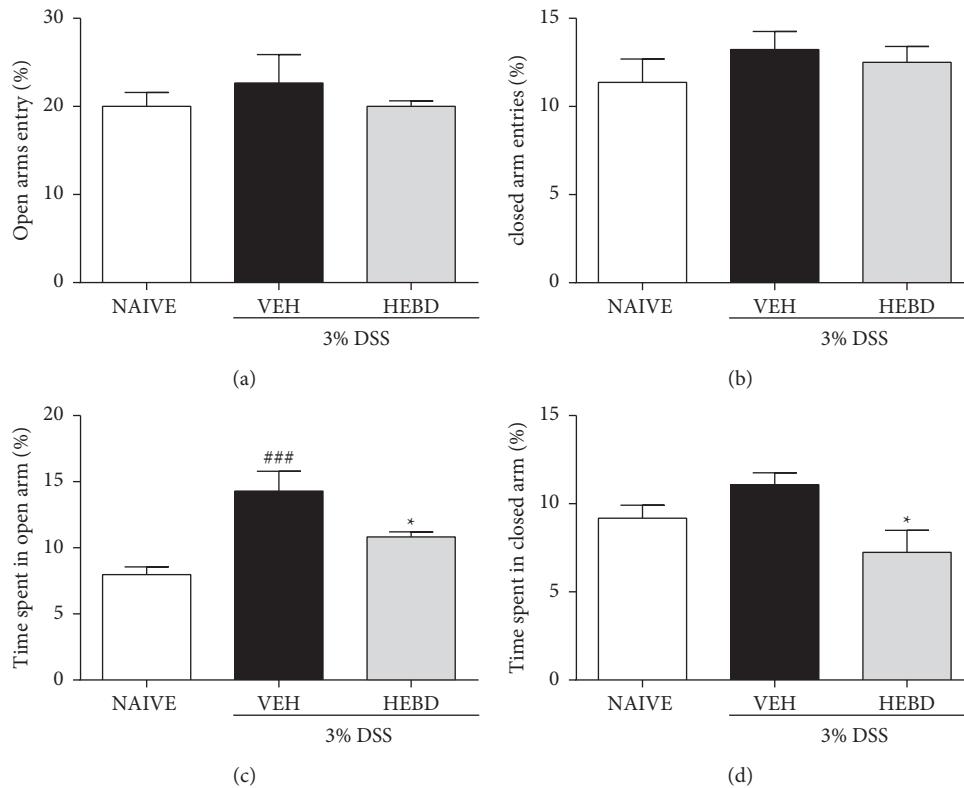 Open arms entry (%)
30
20
10
0
NAIVE VEH HEBD
3% DSS
(a)
closed arm entries (%)
15
10
5
0
NAIVE VEH HEBD
3% DSS
(b)
Time spent in open arm (%)
20
15
10
5
0
###
*
NAIVE VEH HEBD
3% DSS
(c)
Time spent in closed arm (%)
15
10
5
0
*
NAIVE VEH HEBD
3% DSS
(d)